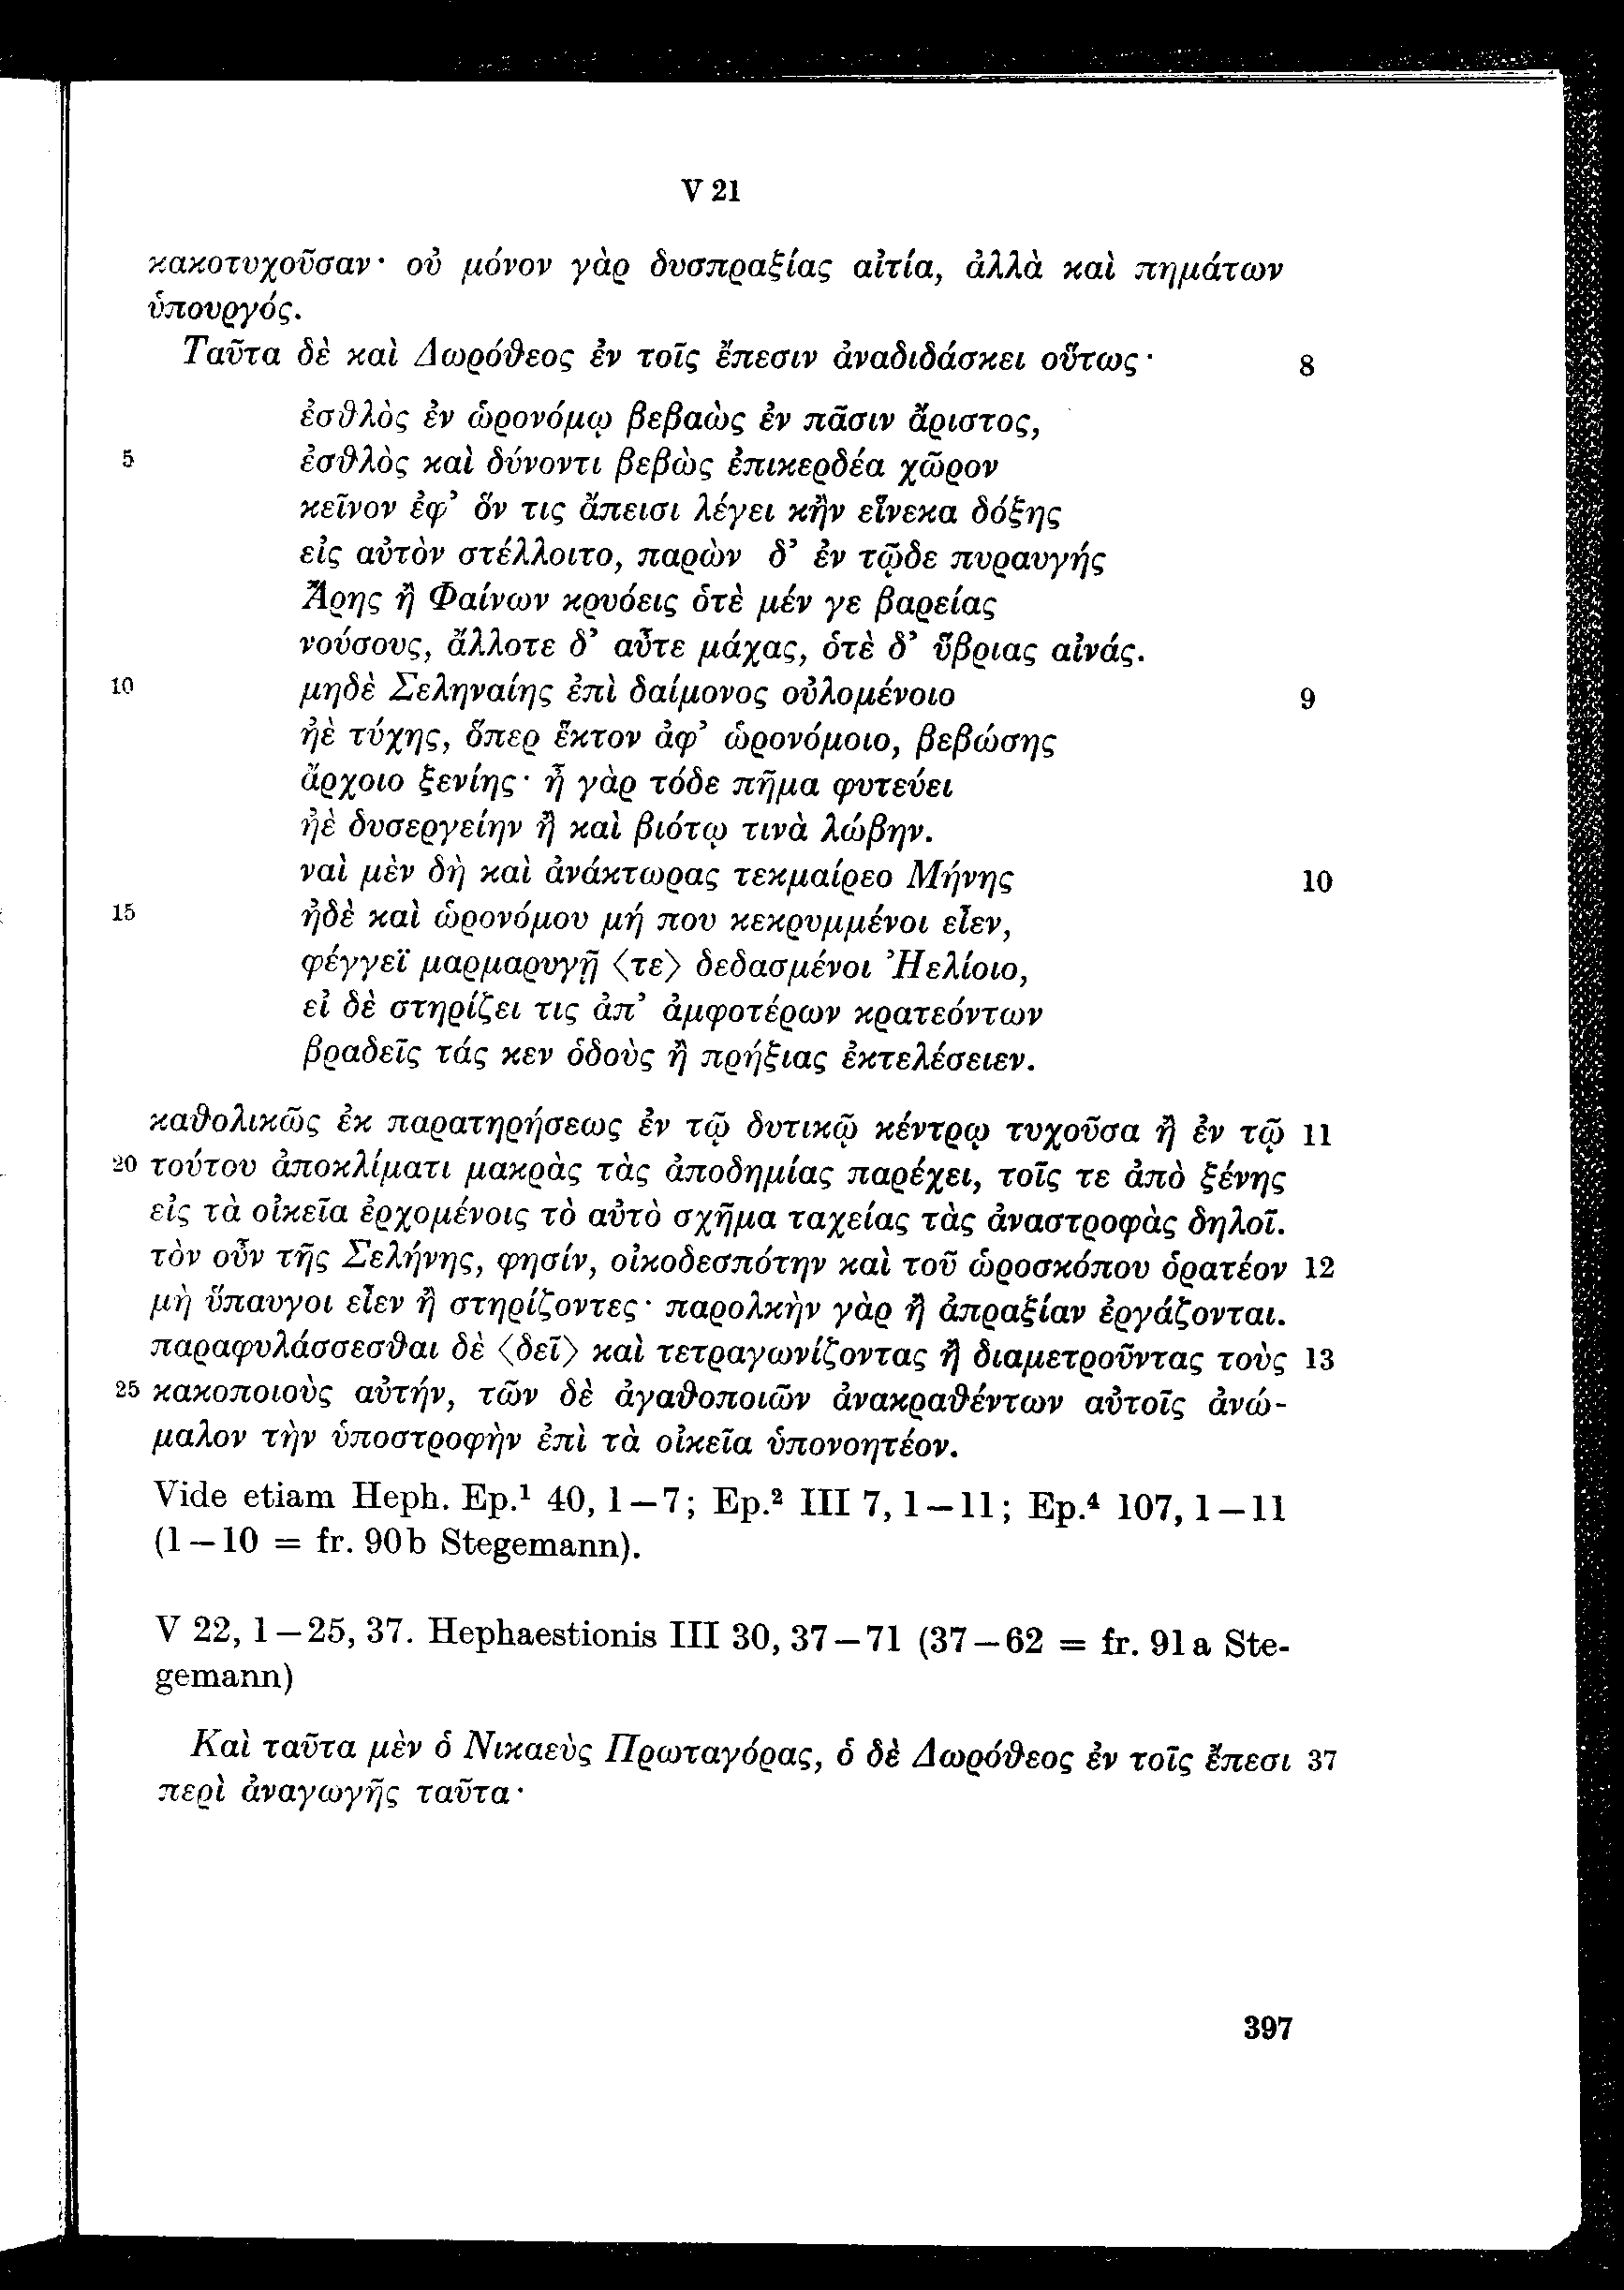 V 21
κακοτυχοῦσαν· οὐ μόνον γὰρ δυσπραξίας αἰτία, ἀλλὰ καὶ πημάτων
ὑπουργός.
Ταῦτα δὲ καὶ Δωρόθεος ἐν τοῖς ἔπεσιν ἀναδιδάσκει οὕτως· 8
ἐσθλὸς ἐν ὡρονόμῳ βεβαὼς ἐν πᾶσιν ἄριστος,
5 ἐσθλὸς καὶ δύνοντι βεβὼς ἐπικερδέα χῶρον
κεῖνον ἐφ’ ὅν τις ἄπεισι λέγει κἢν εἵνεκα δόξης
εἰς αὐτὸν στέλλοιτο, παρὼν δ’ ἐν τῷδε πυραυγής
Ἄρης ἢ Φαίνων κρυόεις ὁτὲ μέν γε βαρείας
νούσους, ἄλλοτε δ’ αὖτε μάχας, ὁτὲ δ’ ὕβριας αἰνάς.
10 μηδὲ Σεληναίης ἐπὶ δαίμονος οὐλομένοιο 9
ἠὲ τύχης, ὅπερ ἕκτον ἀφ’ ὡρονόμοιο, βεβώσης
ἄρχοιο ξενίης· ἦ γὰρ τόδε πῆμα φυτεύει
ἠὲ δυσεργείην ἢ καὶ βιότῳ τινὰ λώβην.
ναὶ μὲν δὴ καὶ ἀνάκτωρας τεκμαίρεο Μήνης 10
15 ἠδὲ καὶ ὡρονόμου μή που κεκρυμμένοι εἶεν,
φέγγεϊ μαρμαρυγῇ ⟨τε⟩ δεδασμένοι Ἠελίοιο,
εἰ δὲ στηρίζει τις ἀπ’ ἀμφοτέρων κρατεόντων
βραδεῖς τάς κεν ὁδοὺς ἢ πρήξιας ἐκτελέσειεν.
καθολικῶς ἐκ παρατηρήσεως ἐν τῷ δυτικῷ κέντρῳ τυχοῦσα ἢ ἐν τῷ 11
20 τούτου ἀποκλίματι μακρὰς τὰς ἀποδημίας παρέχει, τοῖς τε ἀπὸ ξένης
εἰς τὰ οἰκεῖα ἐρχομένοις τὸ αὐτὸ σχῆμα ταχείας τὰς ἀναστροφὰς δηλοῖ.
τὸν οὖν τῆς Σελήνης, φησίν, οἰκοδεσπότην καὶ τοῦ ὡροσκόπου ὁρατέον 12
μὴ ὕπαυγοι εἶεν ἢ στηρίζοντες· παρολκὴν γὰρ ἢ ἀπραξίαν ἐργάζονται.
παραφυλάσσεσθαι δὲ ⟨δεῖ⟩ καὶ τετραγωνίζοντας ἢ διαμετροῦντας τοὺς 13
25 κακοποιοὺς αὐτήν, τῶν δὲ ἀγαθοποιῶν ἀνακραθέντων αὐτοῖς ἀνώ-
μαλον τὴν ὑποστροφὴν ἐπὶ τὰ οἰκεῖα ὑπονοητέον.
Vide etiam Heph. Ep.¹ 40, 1–7; Ep.² III 7, 1–11; Ep.⁴ 107, 1–11
(1–10 = fr. 90b Stegemann).
V 22, 1–25, 37. Hephaestionis III 30, 37–71 (37–62 = fr. 91a Ste-
gemann)
Καὶ ταῦτα μὲν ὁ Νικαεὺς Πρωταγόρας, ὁ δὲ Δωρόθεος ἐν τοῖς ἔπεσι 37
περὶ ἀναγωγῆς ταῦτα·
397